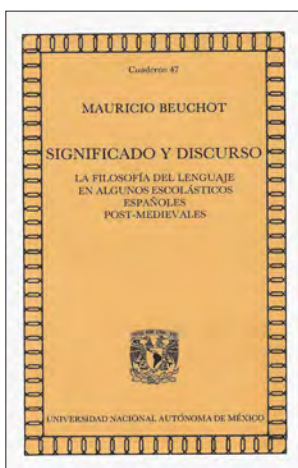 Cuaderno 47
MAURICIO BEUCHOT
SIGNIFICADO Y DISCURSO
LA FILOSOFÍA DEL LENGUAJE
EN ALGUNOS ESCOLÁSTICOS
ESPAÑOLES
POST-MEDIEVALES
UNIVERSIDAD NACIONAL AUTÓNOMA DE MÉXICO